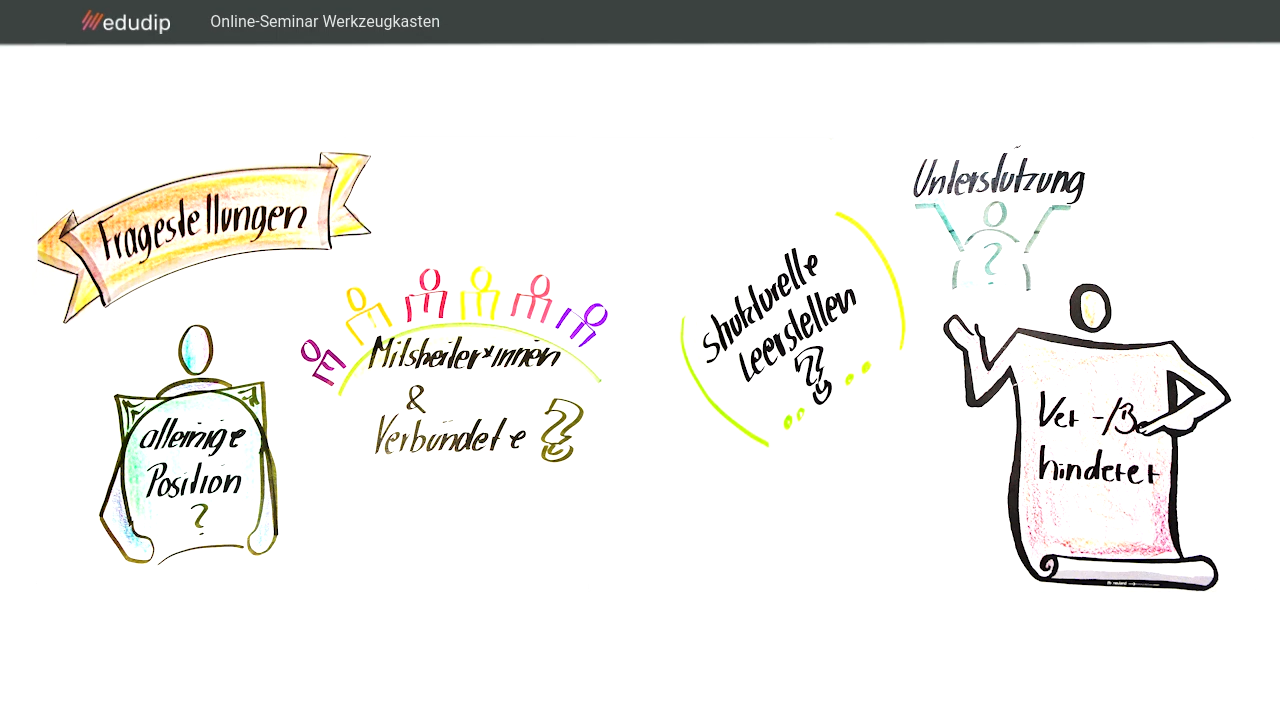 edudip
Online-Seminar Werkzeugkasten
Fragestellungen
alleinige
Position
?
Mitstreiter*innen
&
Verbündete ?
strukturelle
Leerstellen
?
Unterstützung
?
Ver-/Be
hinderer